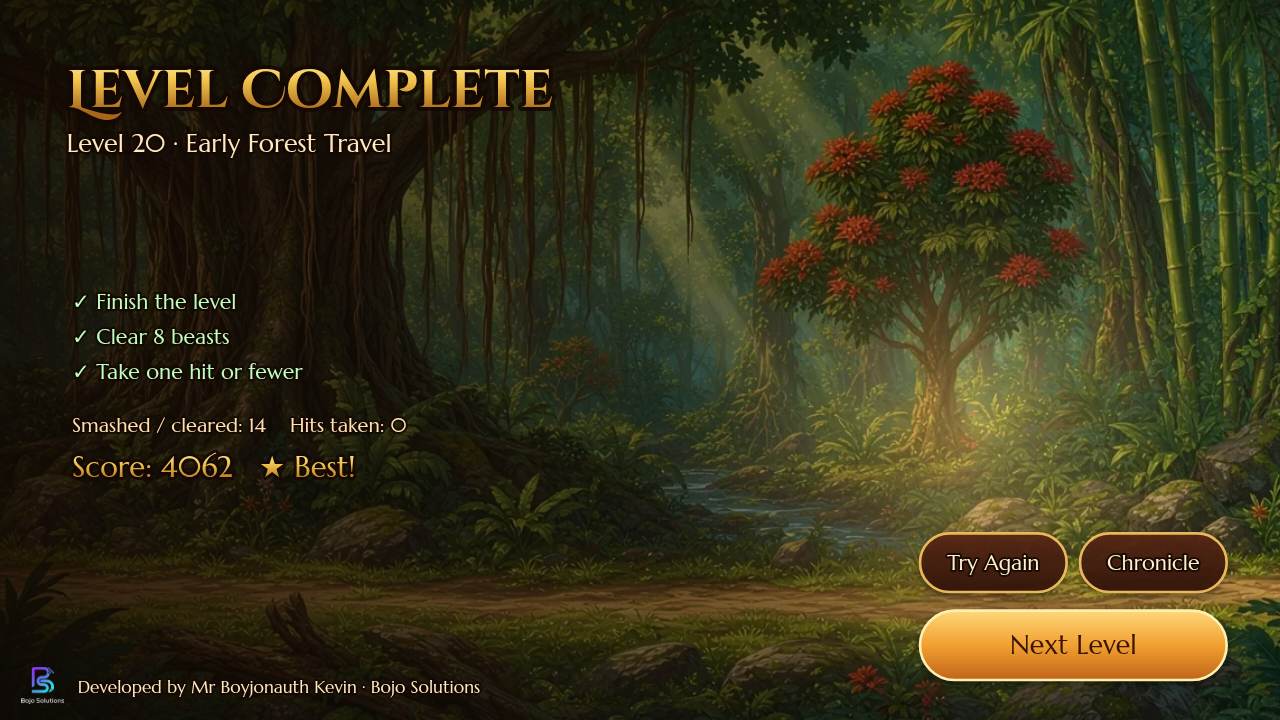 Level Complete
Level 20 · Early Forest Travel
✓ Finish the level
✓ Clear 8 beasts
✓ Take one hit or fewer
Smashed / cleared: 14 Hits taken: 0
Score: 4062 ★ Best!
Try Again
Chronicle
Next Level
Bojo Solutions
Developed by Mr Boyjonauth Kevin · Bojo Solutions